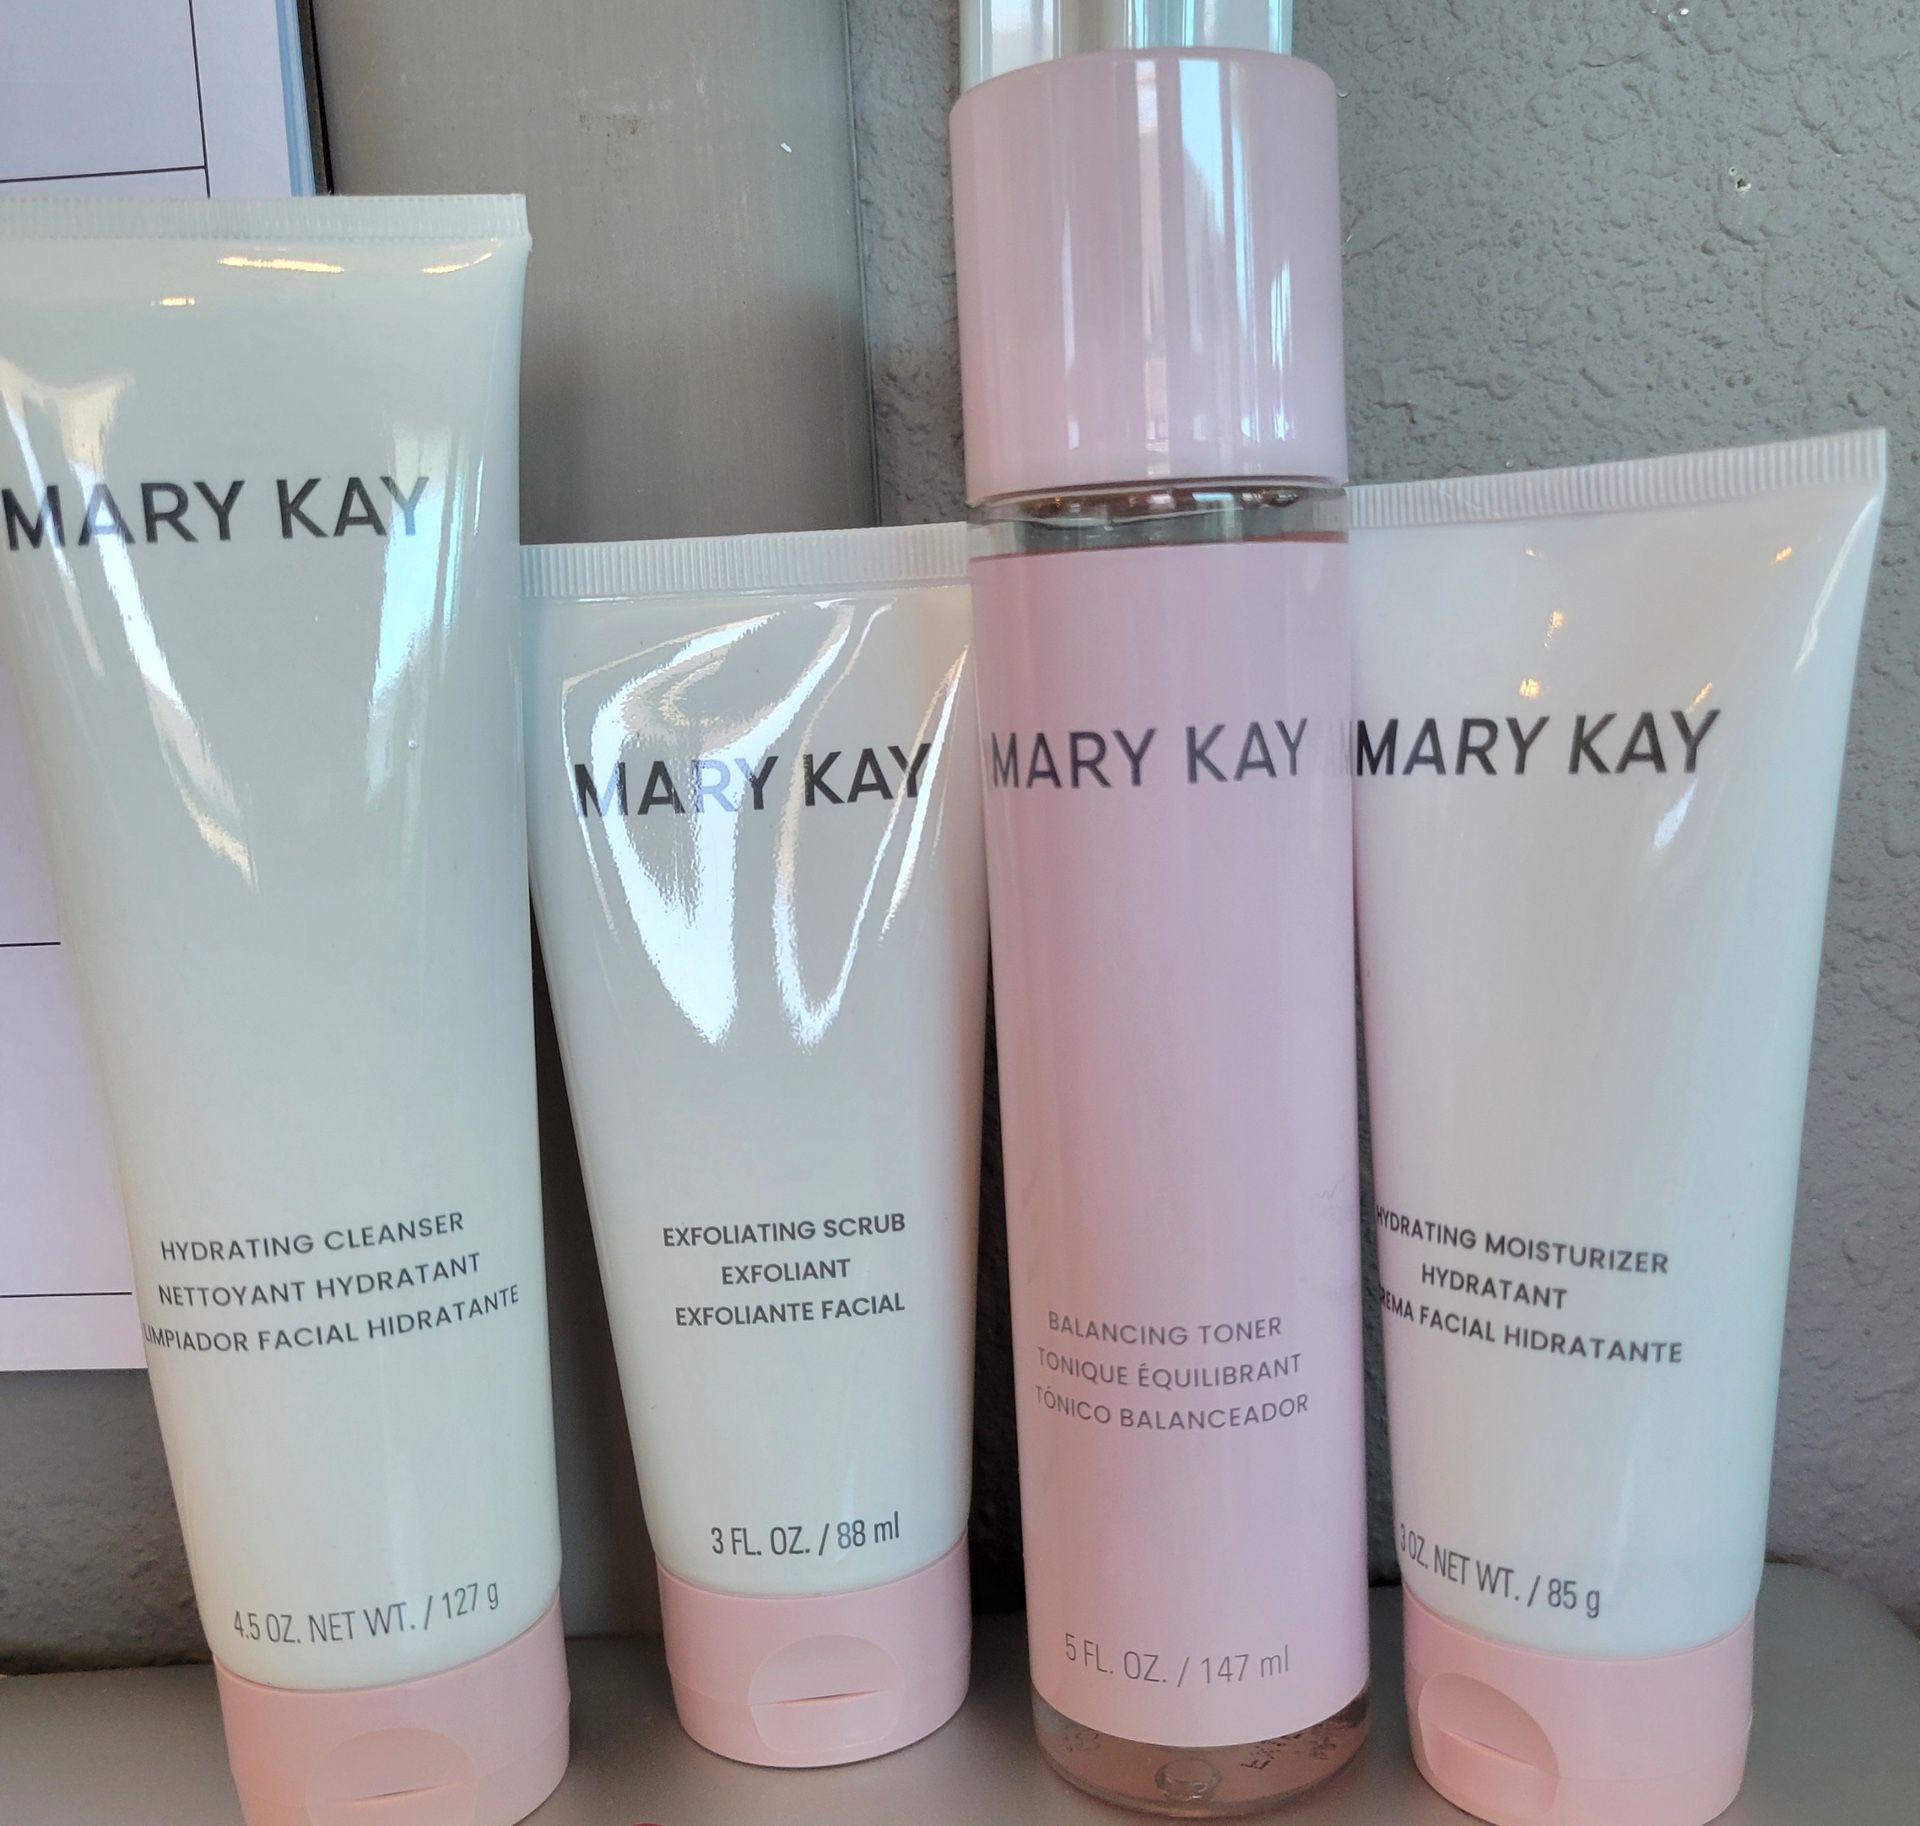 MARY KAY
HYDRATING CLEANSER
NETTOYANT HYDRATANT
LIMPIADOR FACIAL HIDRATANTE
4.5 OZ. NET WT. / 127 g
MARY KAY
EXFOLIATING SCRUB
EXFOLIANT
EXFOLIANTE FACIAL
3 FL. OZ. / 88 ml
MARY KAY
BALANCING TONER
TONIQUE ÉQUILIBRANT
TÓNICO BALANCEADOR
5 FL. OZ. / 147 ml
MARY KAY
HYDRATING MOISTURIZER
HYDRATANT
FACIAL HIDRATANTE
3 OZ. NET WT. / 85 g